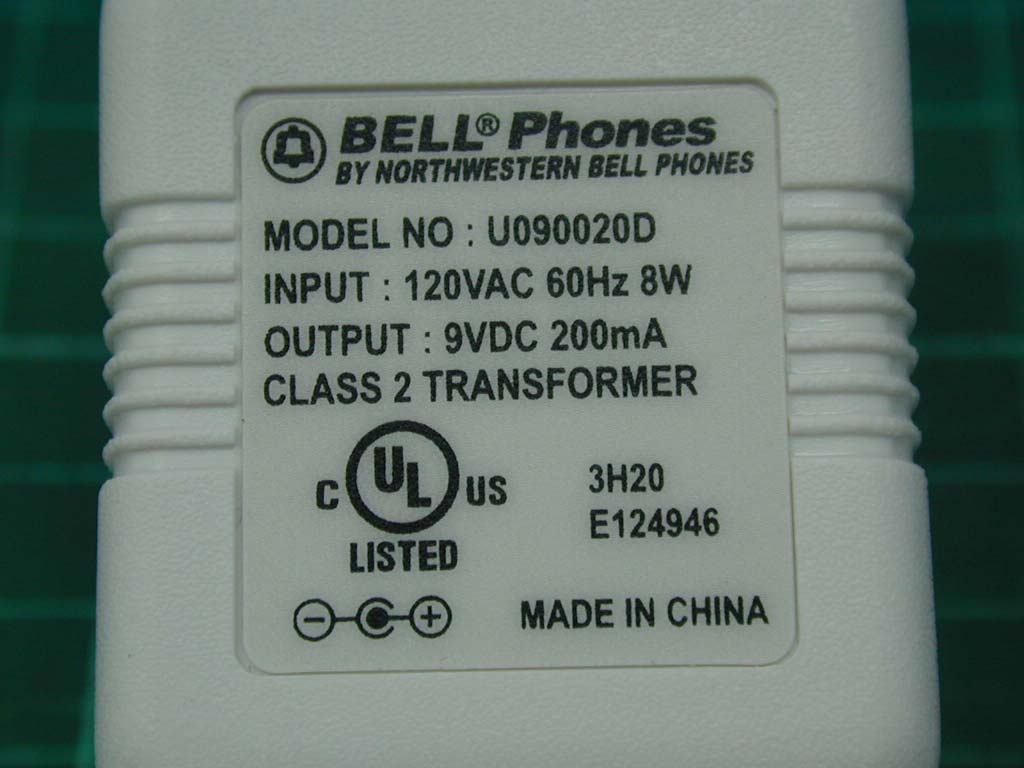 BELL® Phones
BY NORTHWESTERN BELL PHONES
MODEL NO : U090020D
INPUT : 120VAC 60Hz 8W
OUTPUT : 9VDC 200mA
CLASS 2 TRANSFORMER
C UL US
LISTED
3H20
E124946
MADE IN CHINA